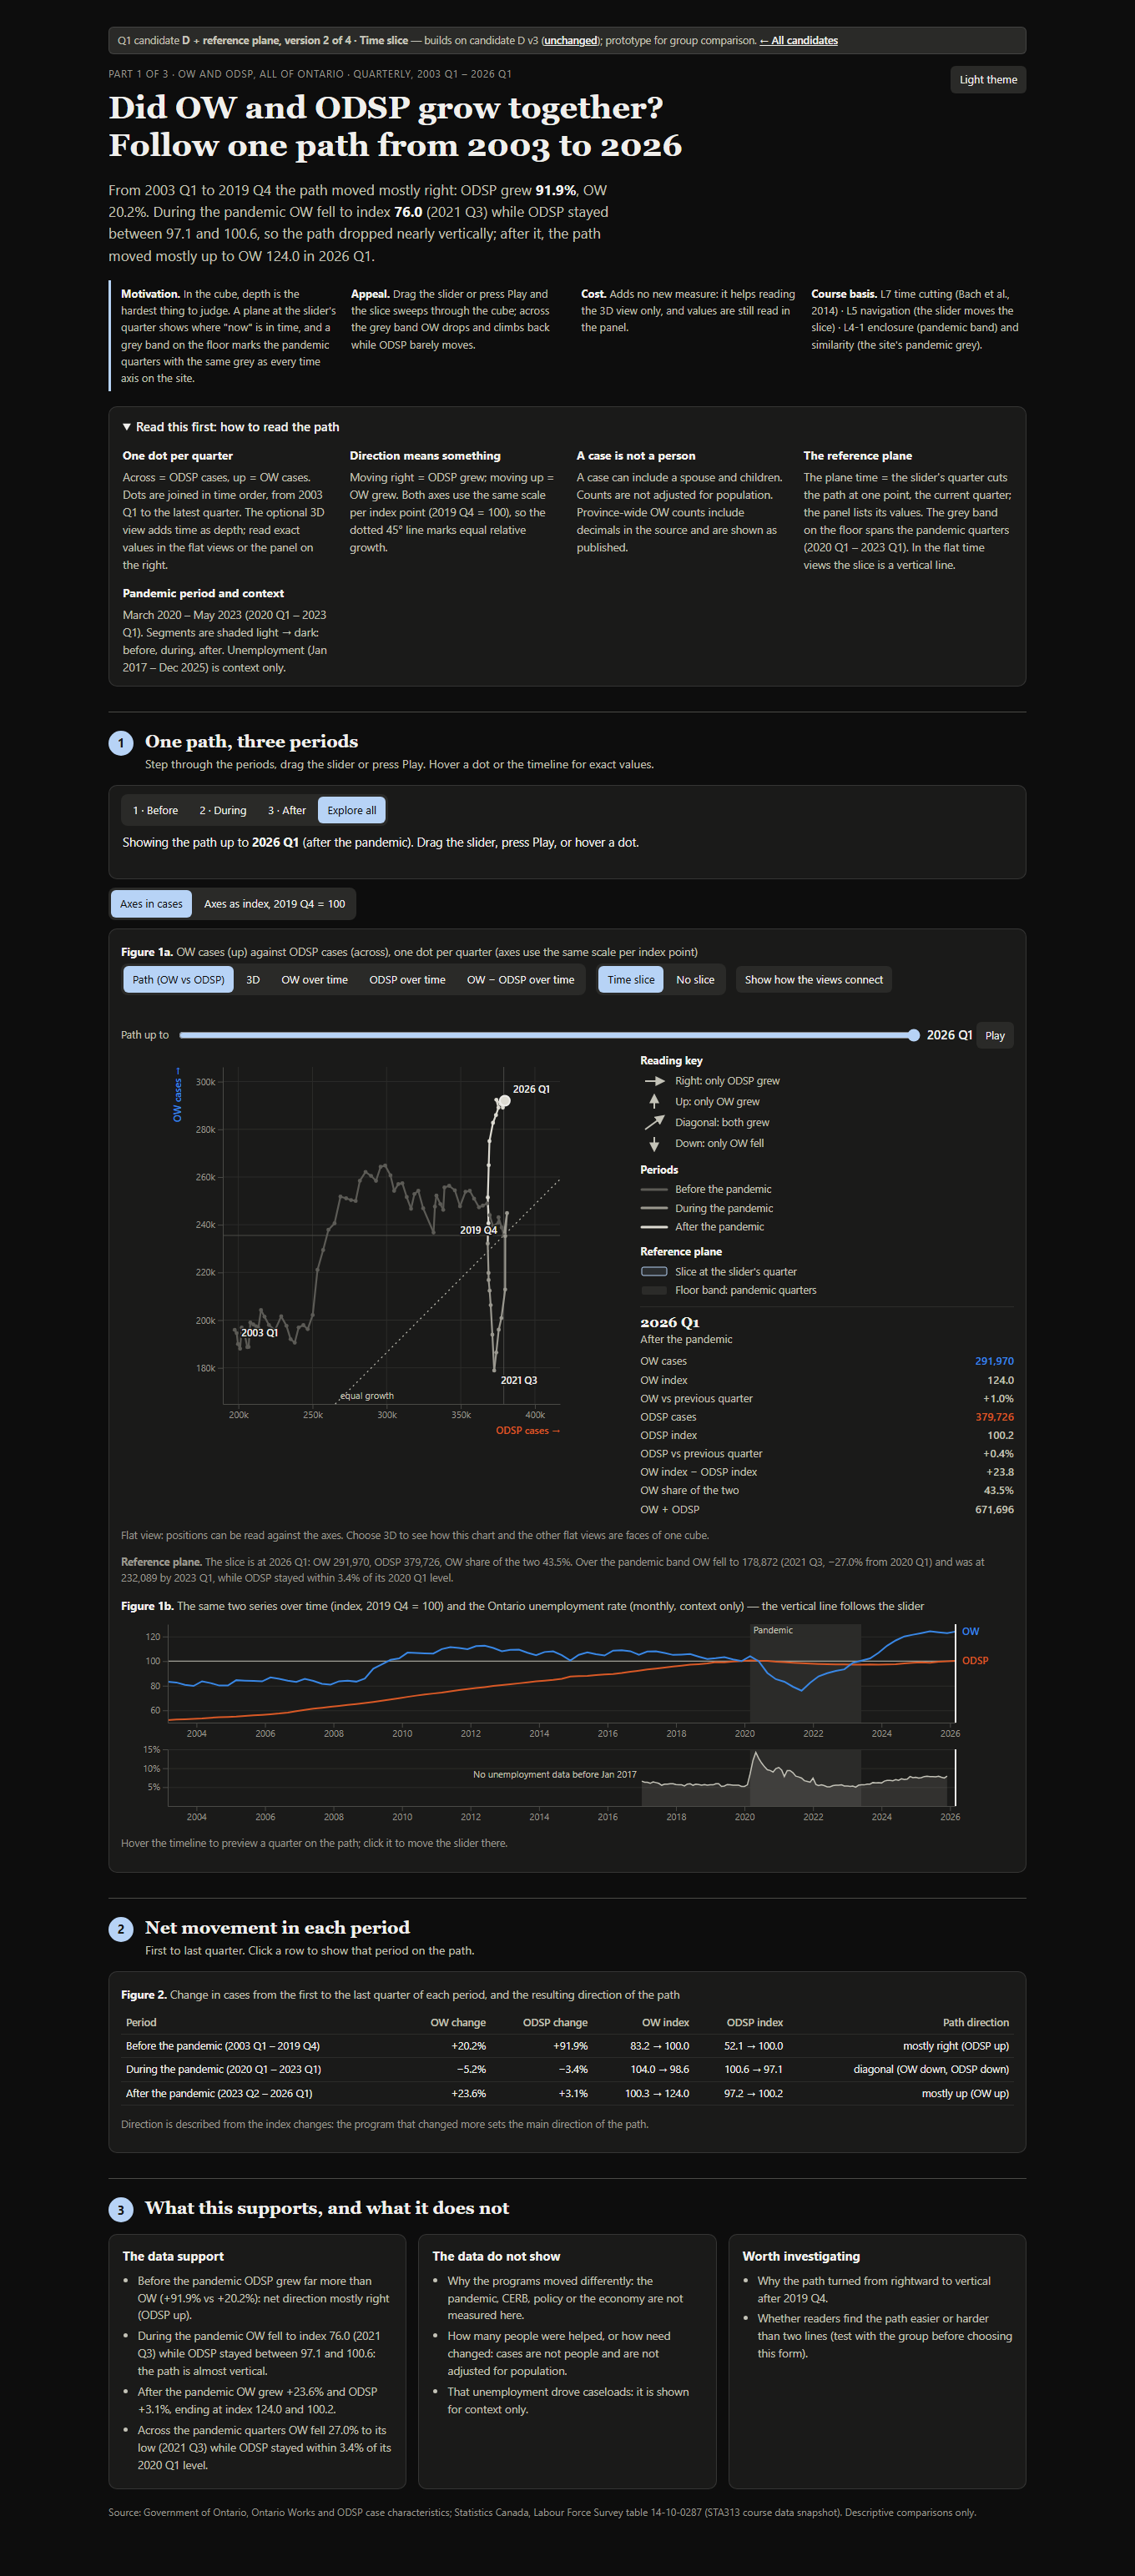 Q1 candidate D + reference plane, version 2 of 4 · Time slice — builds on candidate D v3 (unchanged); prototype for group comparison. ← All candidates
PART 1 OF 3 · OW AND ODSP, ALL OF ONTARIO · QUARTERLY, 2003 Q1 – 2026 Q1
Light theme
Did OW and ODSP grow together?
Follow one path from 2003 to 2026
From 2003 Q1 to 2019 Q4 the path moved mostly right: ODSP grew 91.9%, OW
20.2%. During the pandemic OW fell to index 76.0 (2021 Q3) while ODSP stayed
between 97.1 and 100.6, so the path dropped nearly vertically; after it, the path
moved mostly up to OW 124.0 in 2026 Q1.
Motivation. In the cube, depth is the
hardest thing to judge. A plane at the slider's
quarter shows where "now" is in time, and a
grey band on the floor marks the pandemic
quarters with the same grey as every time
axis on the site.
Appeal. Drag the slider or press Play and
the slice sweeps through the cube; across
the grey band OW drops and climbs back
while ODSP barely moves.
Cost. Adds no new measure: it helps reading
the 3D view only, and values are still read in
the panel.
Course basis. L7 time cutting (Bach et al.,
2014) · L5 navigation (the slider moves the
slice) · L4-1 enclosure (pandemic band) and
similarity (the site's pandemic grey).
▼ Read this first: how to read the path
One dot per quarter
Across = ODSP cases, up = OW cases.
Dots are joined in time order, from 2003
Q1 to the latest quarter. The optional 3D
view adds time as depth; read exact
values in the flat views or the panel on
the right.
Direction means something
Moving right = ODSP grew; moving up =
OW grew. Both axes use the same scale
per index point (2019 Q4 = 100), so the
dotted 45° line marks equal relative
growth.
A case is not a person
A case can include a spouse and children.
Counts are not adjusted for population.
Province-wide OW counts include
decimals in the source and are shown as
published.
The reference plane
The plane time = the slider's quarter cuts
the path at one point, the current quarter;
the panel lists its values. The grey band
on the floor spans the pandemic quarters
(2020 Q1 – 2023 Q1). In the flat time
views the slice is a vertical line.
Pandemic period and context
March 2020 – May 2023 (2020 Q1 – 2023
Q1). Segments are shaded light → dark:
before, during, after. Unemployment (Jan
2017 – Dec 2025) is context only.
1
One path, three periods
Step through the periods, drag the slider or press Play. Hover a dot or the timeline for exact values.
1 · Before 2 · During 3 · After Explore all
Showing the path up to 2026 Q1 (after the pandemic). Drag the slider, press Play, or hover a dot.
Axes in cases Axes as index, 2019 Q4 = 100
Figure 1a. OW cases (up) against ODSP cases (across), one dot per quarter (axes use the same scale per index point)
Path (OW vs ODSP) 3D OW over time ODSP over time OW − ODSP over time Time slice No slice Show how the views connect
Path up to 2026 Q1 Play
OW cases →
300k
280k
260k
240k
220k
200k
180k
2026 Q1
2019 Q4
2003 Q1
2021 Q3
equal growth
200k 250k 300k 350k 400k
ODSP cases →
Reading key
Right: only ODSP grew
Up: only OW grew
Diagonal: both grew
Down: only OW fell
Periods
Before the pandemic
During the pandemic
After the pandemic
Reference plane
Slice at the slider's quarter
Floor band: pandemic quarters
2026 Q1
After the pandemic
OW cases 291,970
OW index 124.0
OW vs previous quarter +1.0%
ODSP cases 379,726
ODSP index 100.2
ODSP vs previous quarter +0.4%
OW index − ODSP index +23.8
OW share of the two 43.5%
OW + ODSP 671,696
Flat view: positions can be read against the axes. Choose 3D to see how this chart and the other flat views are faces of one cube.
Reference plane. The slice is at 2026 Q1: OW 291,970, ODSP 379,726, OW share of the two 43.5%. Over the pandemic band OW fell to 178,872 (2021 Q3, −27.0% from 2020 Q1) and was at
232,089 by 2023 Q1, while ODSP stayed within 3.4% of its 2020 Q1 level.
Figure 1b. The same two series over time (index, 2019 Q4 = 100) and the Ontario unemployment rate (monthly, context only) — the vertical line follows the slider
120
100
80
60
Pandemic
OW
ODSP
2004 2006 2008 2010 2012 2014 2016 2018 2020 2022 2024 2026
15%
10%
5%
No unemployment data before Jan 2017
2004 2006 2008 2010 2012 2014 2016 2018 2020 2022 2024 2026
Hover the timeline to preview a quarter on the path; click it to move the slider there.
2
Net movement in each period
First to last quarter. Click a row to show that period on the path.
Figure 2. Change in cases from the first to the last quarter of each period, and the resulting direction of the path
Period OW change ODSP change OW index ODSP index Path direction
Before the pandemic (2003 Q1 – 2019 Q4) +20.2% +91.9% 83.2 → 100.0 52.1 → 100.0 mostly right (ODSP up)
During the pandemic (2020 Q1 – 2023 Q1) −5.2% −3.4% 104.0 → 98.6 100.6 → 97.1 diagonal (OW down, ODSP down)
After the pandemic (2023 Q2 – 2026 Q1) +23.6% +3.1% 100.3 → 124.0 97.2 → 100.2 mostly up (OW up)
Direction is described from the index changes: the program that changed more sets the main direction of the path.
3
What this supports, and what it does not
The data support
• Before the pandemic ODSP grew far more than
OW (+91.9% vs +20.2%): net direction mostly right
(ODSP up).
• During the pandemic OW fell to index 76.0 (2021
Q3) while ODSP stayed between 97.1 and 100.6:
the path is almost vertical.
• After the pandemic OW grew +23.6% and ODSP
+3.1%, ending at index 124.0 and 100.2.
• Across the pandemic quarters OW fell 27.0% to its
low (2021 Q3) while ODSP stayed within 3.4% of its
2020 Q1 level.
The data do not show
• Why the programs moved differently: the
pandemic, CERB, policy or the economy are not
measured here.
• How many people were helped, or how need
changed: cases are not people and are not
adjusted for population.
• That unemployment drove caseloads: it is shown
for context only.
Worth investigating
• Why the path turned from rightward to vertical
after 2019 Q4.
• Whether readers find the path easier or harder
than two lines (test with the group before choosing
this form).
Source: Government of Ontario, Ontario Works and ODSP case characteristics; Statistics Canada, Labour Force Survey table 14-10-0287 (STA313 course data snapshot). Descriptive comparisons only.